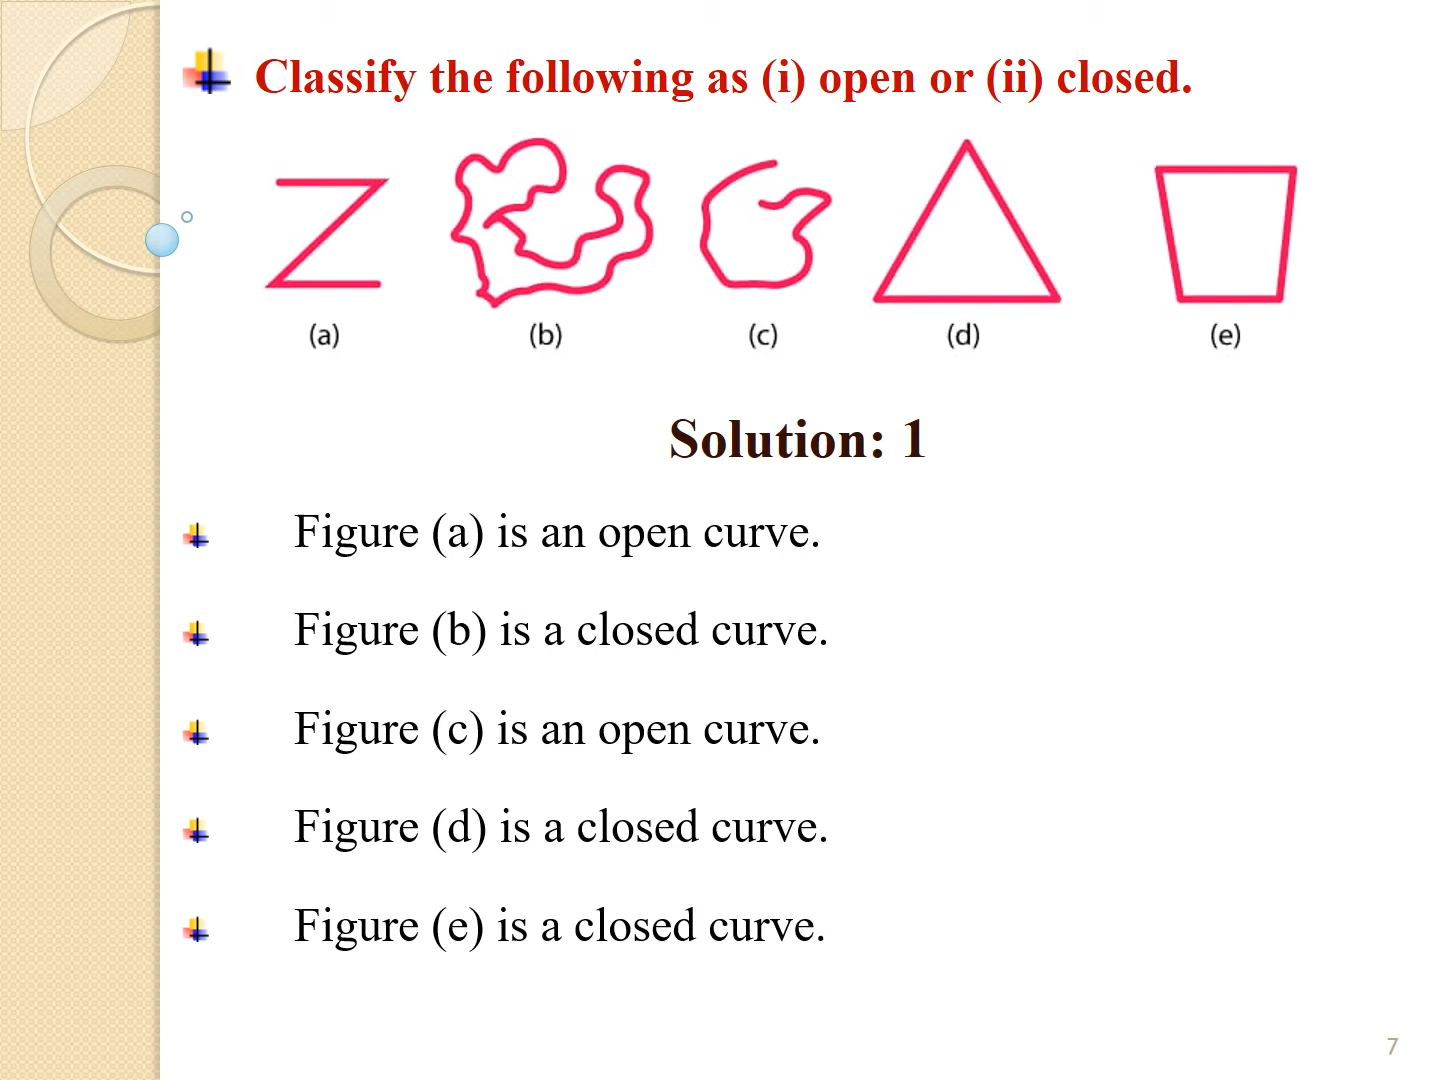 Classify the following as (i) open or (ii) closed.
(a) (b) (c) (d) (e)
Solution: 1
Figure (a) is an open curve.
Figure (b) is a closed curve.
Figure (c) is an open curve.
Figure (d) is a closed curve.
Figure (e) is a closed curve.
7